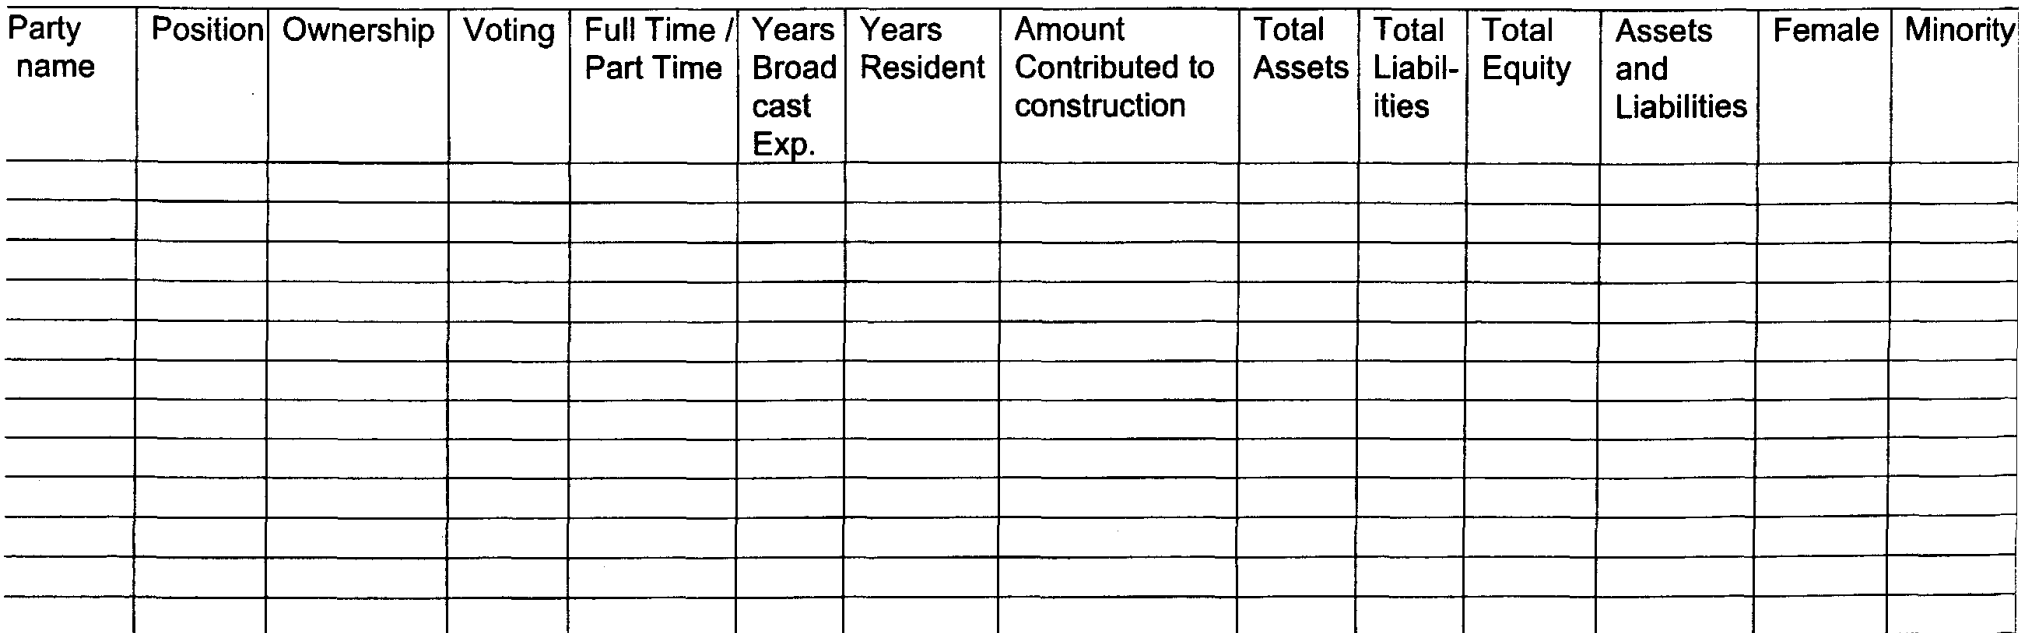 Party name
Position
Ownership
Voting
Full Time / Part Time
Years Broad cast Exp.
Years Resident
Amount Contributed to construction
Total Assets
Total Liabil- ities
Total Equity
Assets and Liabilities
Female
Minority